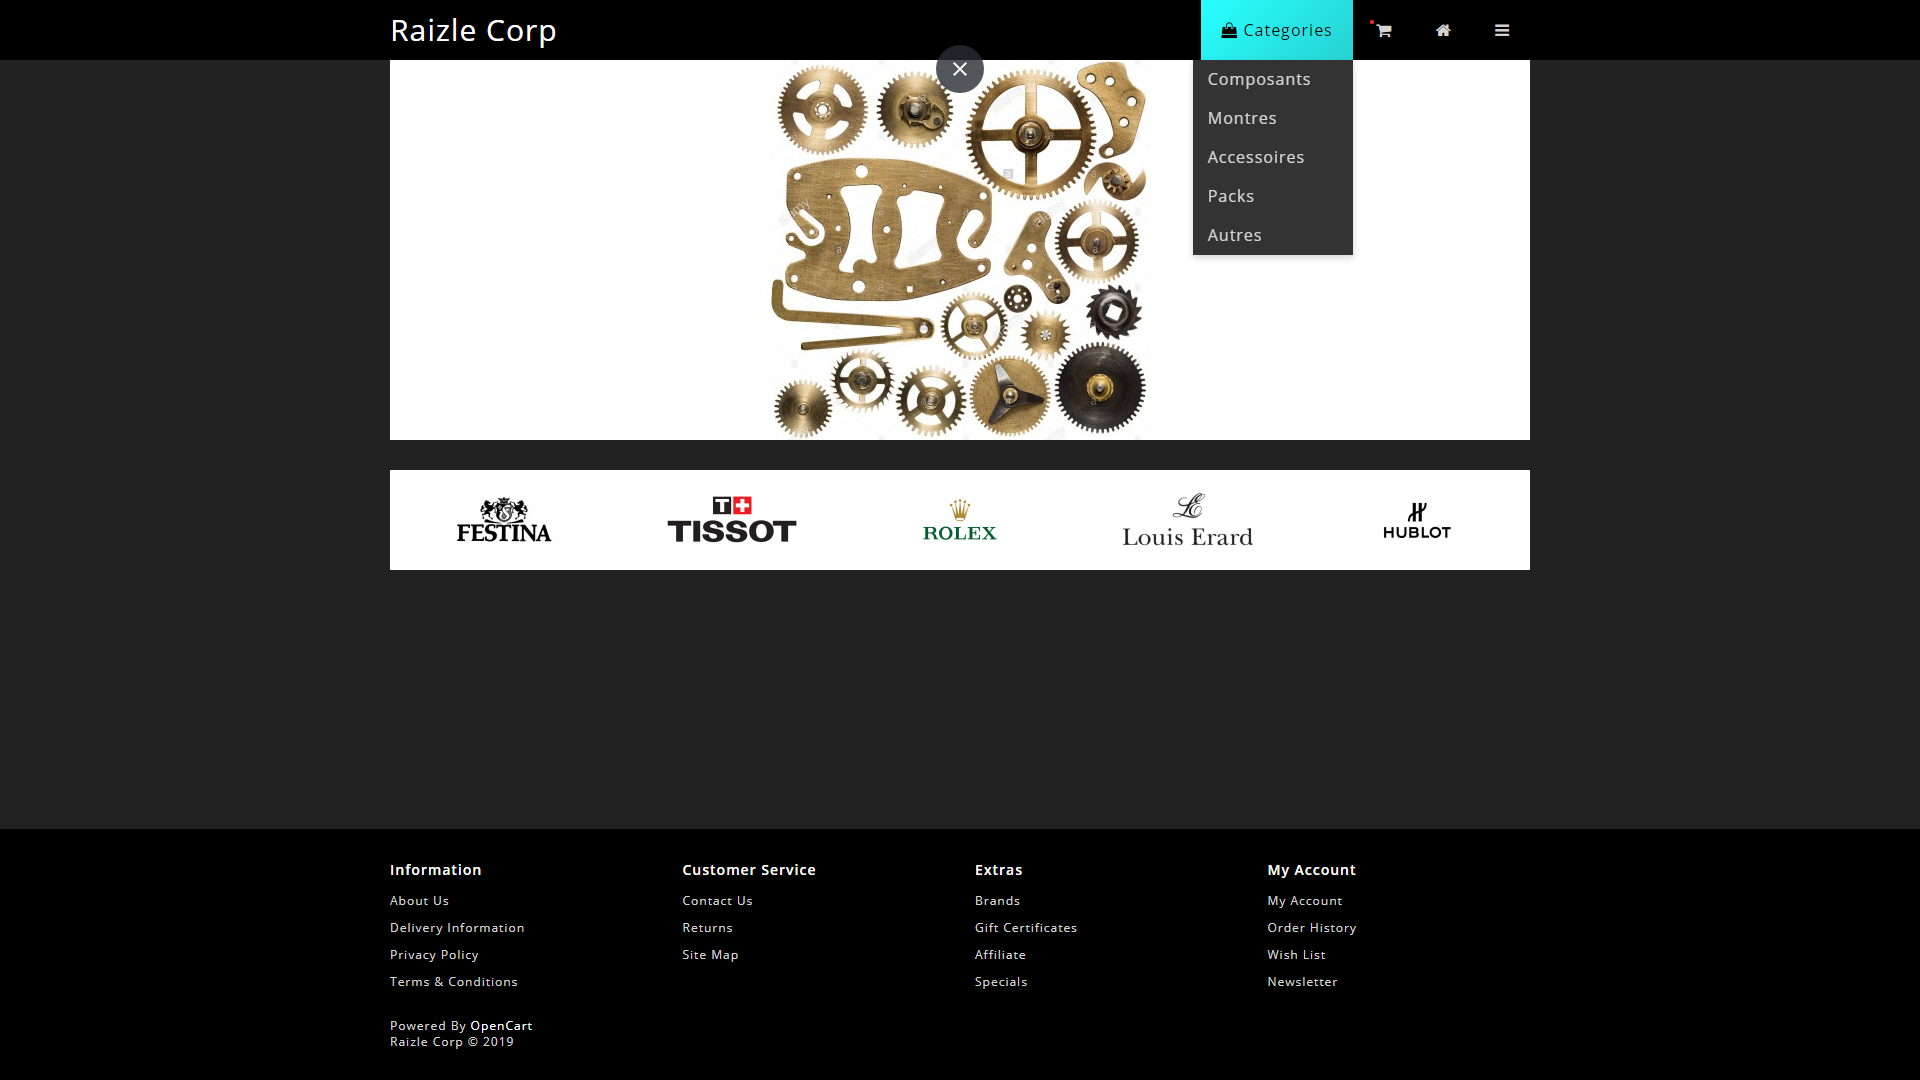 Raizle Corp
Categories
Composants
Montres
Accessoires
Packs
Autres
alamy
FESTINA
TISSOT
ROLEX
Louis Erard
HUBLOT
Information
About Us
Delivery Information
Privacy Policy
Terms & Conditions
Customer Service
Contact Us
Returns
Site Map
Extras
Brands
Gift Certificates
Affiliate
Specials
My Account
My Account
Order History
Wish List
Newsletter
Powered By OpenCart
Raizle Corp © 2019